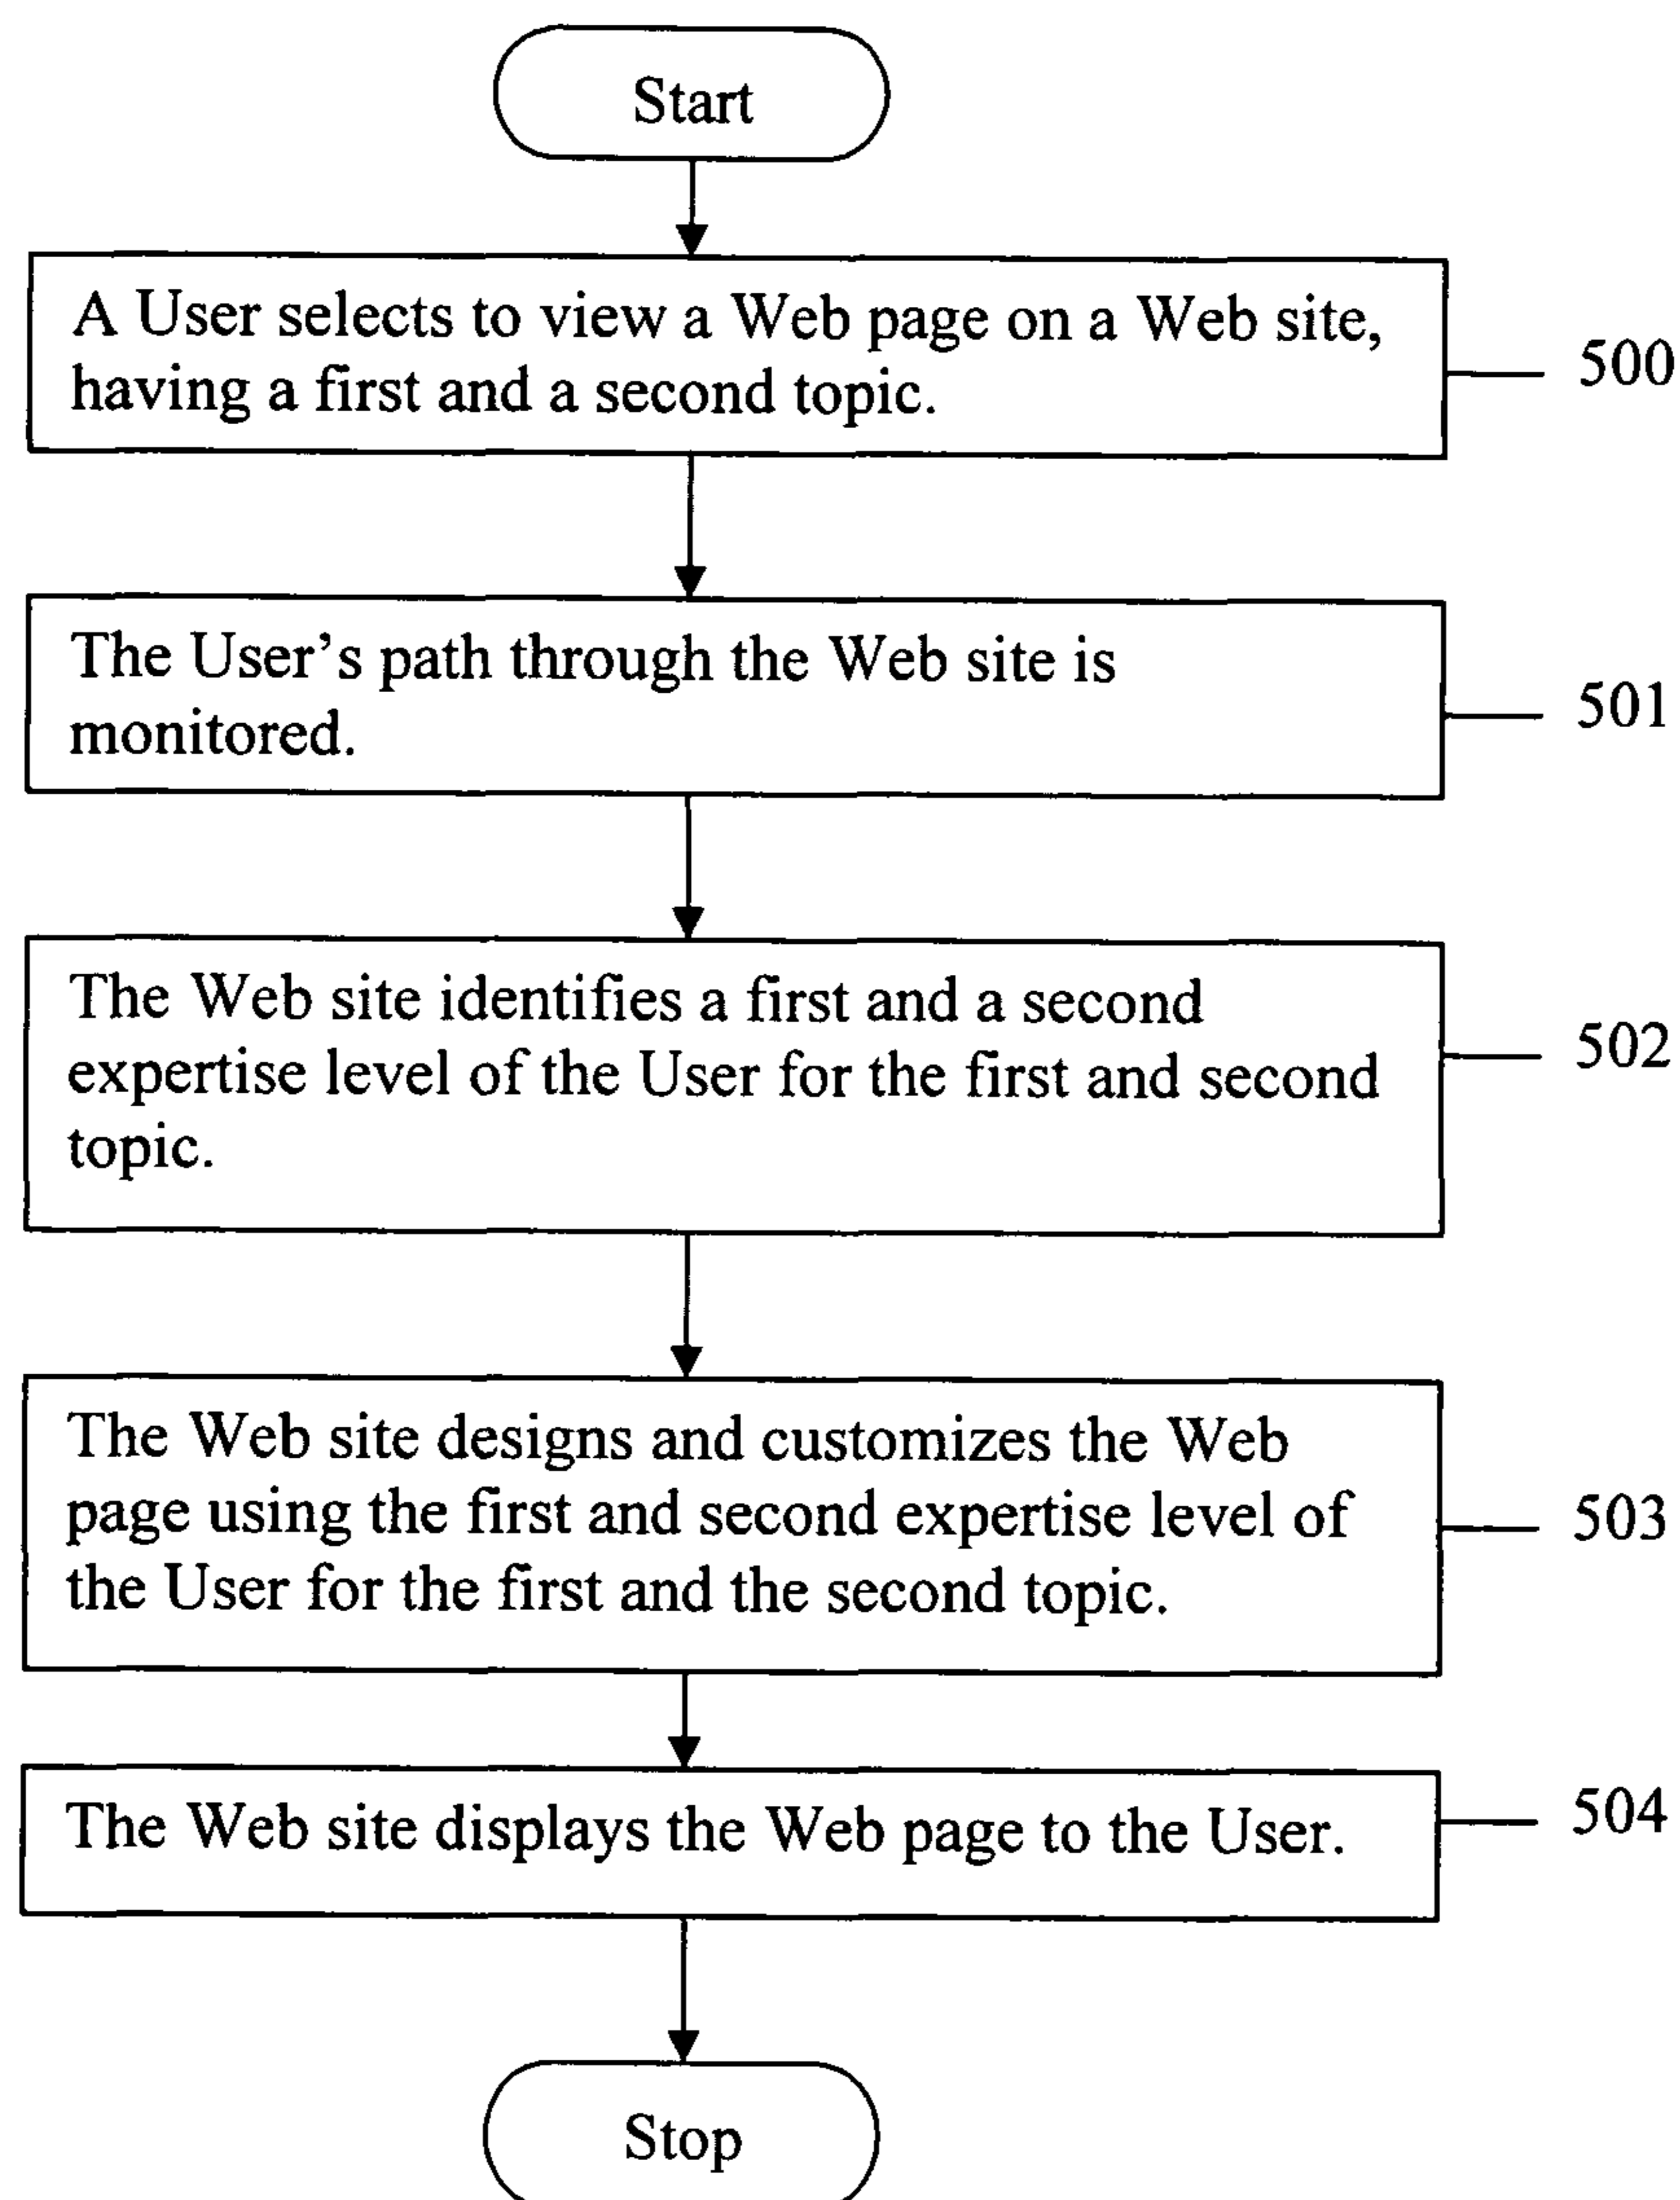 Start
A User selects to view a Web page on a Web site,
having a first and a second topic.
500
The User's path through the Web site is
monitored.
501
The Web site identifies a first and a second
expertise level of the User for the first and second
topic.
502
The Web site designs and customizes the Web
page using the first and second expertise level of
the User for the first and the second topic.
503
The Web site displays the Web page to the User.
504
Stop